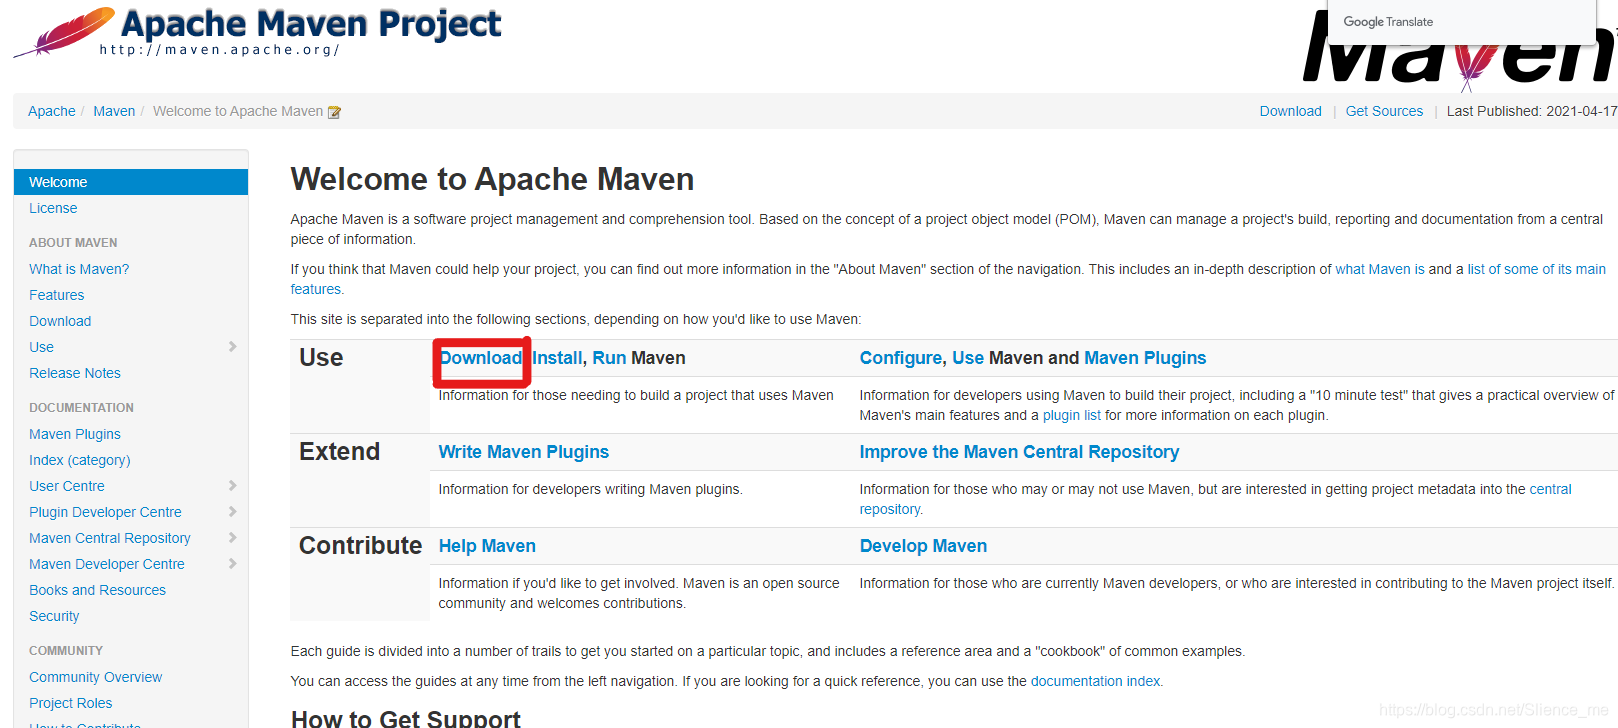 Apache Maven Project
http://maven.apache.org/
Maven
Google Translate
Apache / Maven / Welcome to Apache Maven
Download | Get Sources | Last Published: 2021-04-17
Welcome
License
ABOUT MAVEN
What is Maven?
Features
Download
Use
Release Notes
DOCUMENTATION
Maven Plugins
Index (category)
User Centre
Plugin Developer Centre
Maven Central Repository
Maven Developer Centre
Books and Resources
Security
COMMUNITY
Community Overview
Project Roles
How to Contribute
Welcome to Apache Maven
Apache Maven is a software project management and comprehension tool. Based on the concept of a project object model (POM), Maven can manage a project's build, reporting and documentation from a central
piece of information.
If you think that Maven could help your project, you can find out more information in the "About Maven" section of the navigation. This includes an in-depth description of what Maven is and a list of some of its main
features.
This site is separated into the following sections, depending on how you'd like to use Maven:
Use
Download, Install, Run Maven
Information for those needing to build a project that uses Maven
Configure, Use Maven and Maven Plugins
Information for developers using Maven to build their project, including a "10 minute test" that gives a practical overview of
Maven's main features and a plugin list for more information on each plugin.
Extend
Write Maven Plugins
Information for developers writing Maven plugins.
Improve the Maven Central Repository
Information for those who may or may not use Maven, but are interested in getting project metadata into the central
repository.
Contribute
Help Maven
Information if you'd like to get involved. Maven is an open source
community and welcomes contributions.
Develop Maven
Information for those who are currently Maven developers, or who are interested in contributing to the Maven project itself.
Each guide is divided into a number of trails to get you started on a particular topic, and includes a reference area and a "cookbook" of common examples.
You can access the guides at any time from the left navigation. If you are looking for a quick reference, you can use the documentation index.
How to Get Support
https://blog.csdn.net/Slience_me